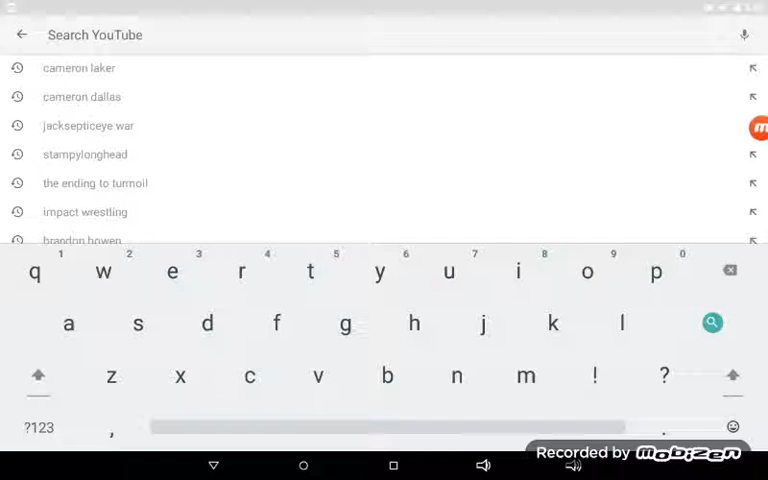 Search YouTube
cameron laker
cameron dallas
jacksepticeye war
stampylonghead
the ending to turmoil
impact wrestling
brandon bowen
1 2 3 4 5 6 7 8 9 0
q w e r t y u i o p
a s d f g h j k l
z x c v b n m ! ?
?123 , .
Recorded by mobizen